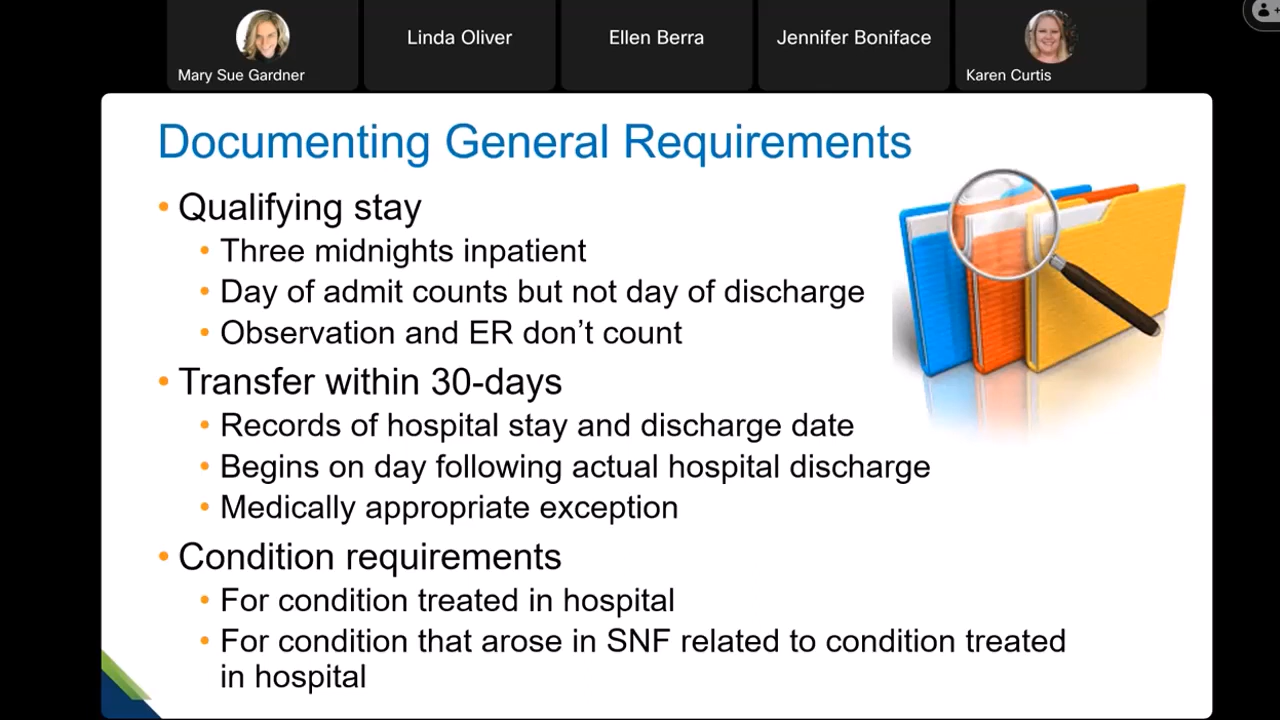 Mary Sue Gardner
Linda Oliver
Ellen Berra
Jennifer Boniface
Karen Curtis
Documenting General Requirements
• Qualifying stay
• Three midnights inpatient
• Day of admit counts but not day of discharge
• Observation and ER don’t count
• Transfer within 30-days
• Records of hospital stay and discharge date
• Begins on day following actual hospital discharge
• Medically appropriate exception
• Condition requirements
• For condition treated in hospital
• For condition that arose in SNF related to condition treated
in hospital